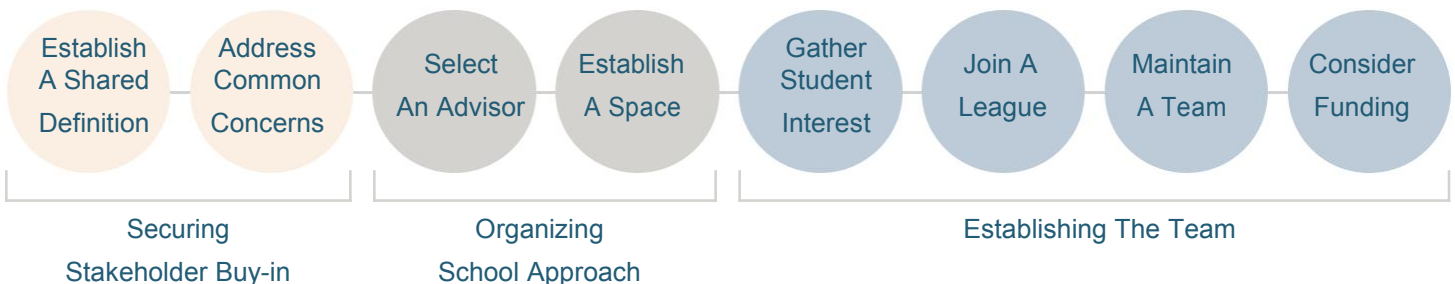 Establish
A Shared
Definition
Address
Common
Concerns
Select
An Advisor
Establish
A Space
Gather
Student
Interest
Join A
League
Maintain
A Team
Consider
Funding
Securing
Stakeholder Buy-in
Organizing
School Approach
Establishing The Team